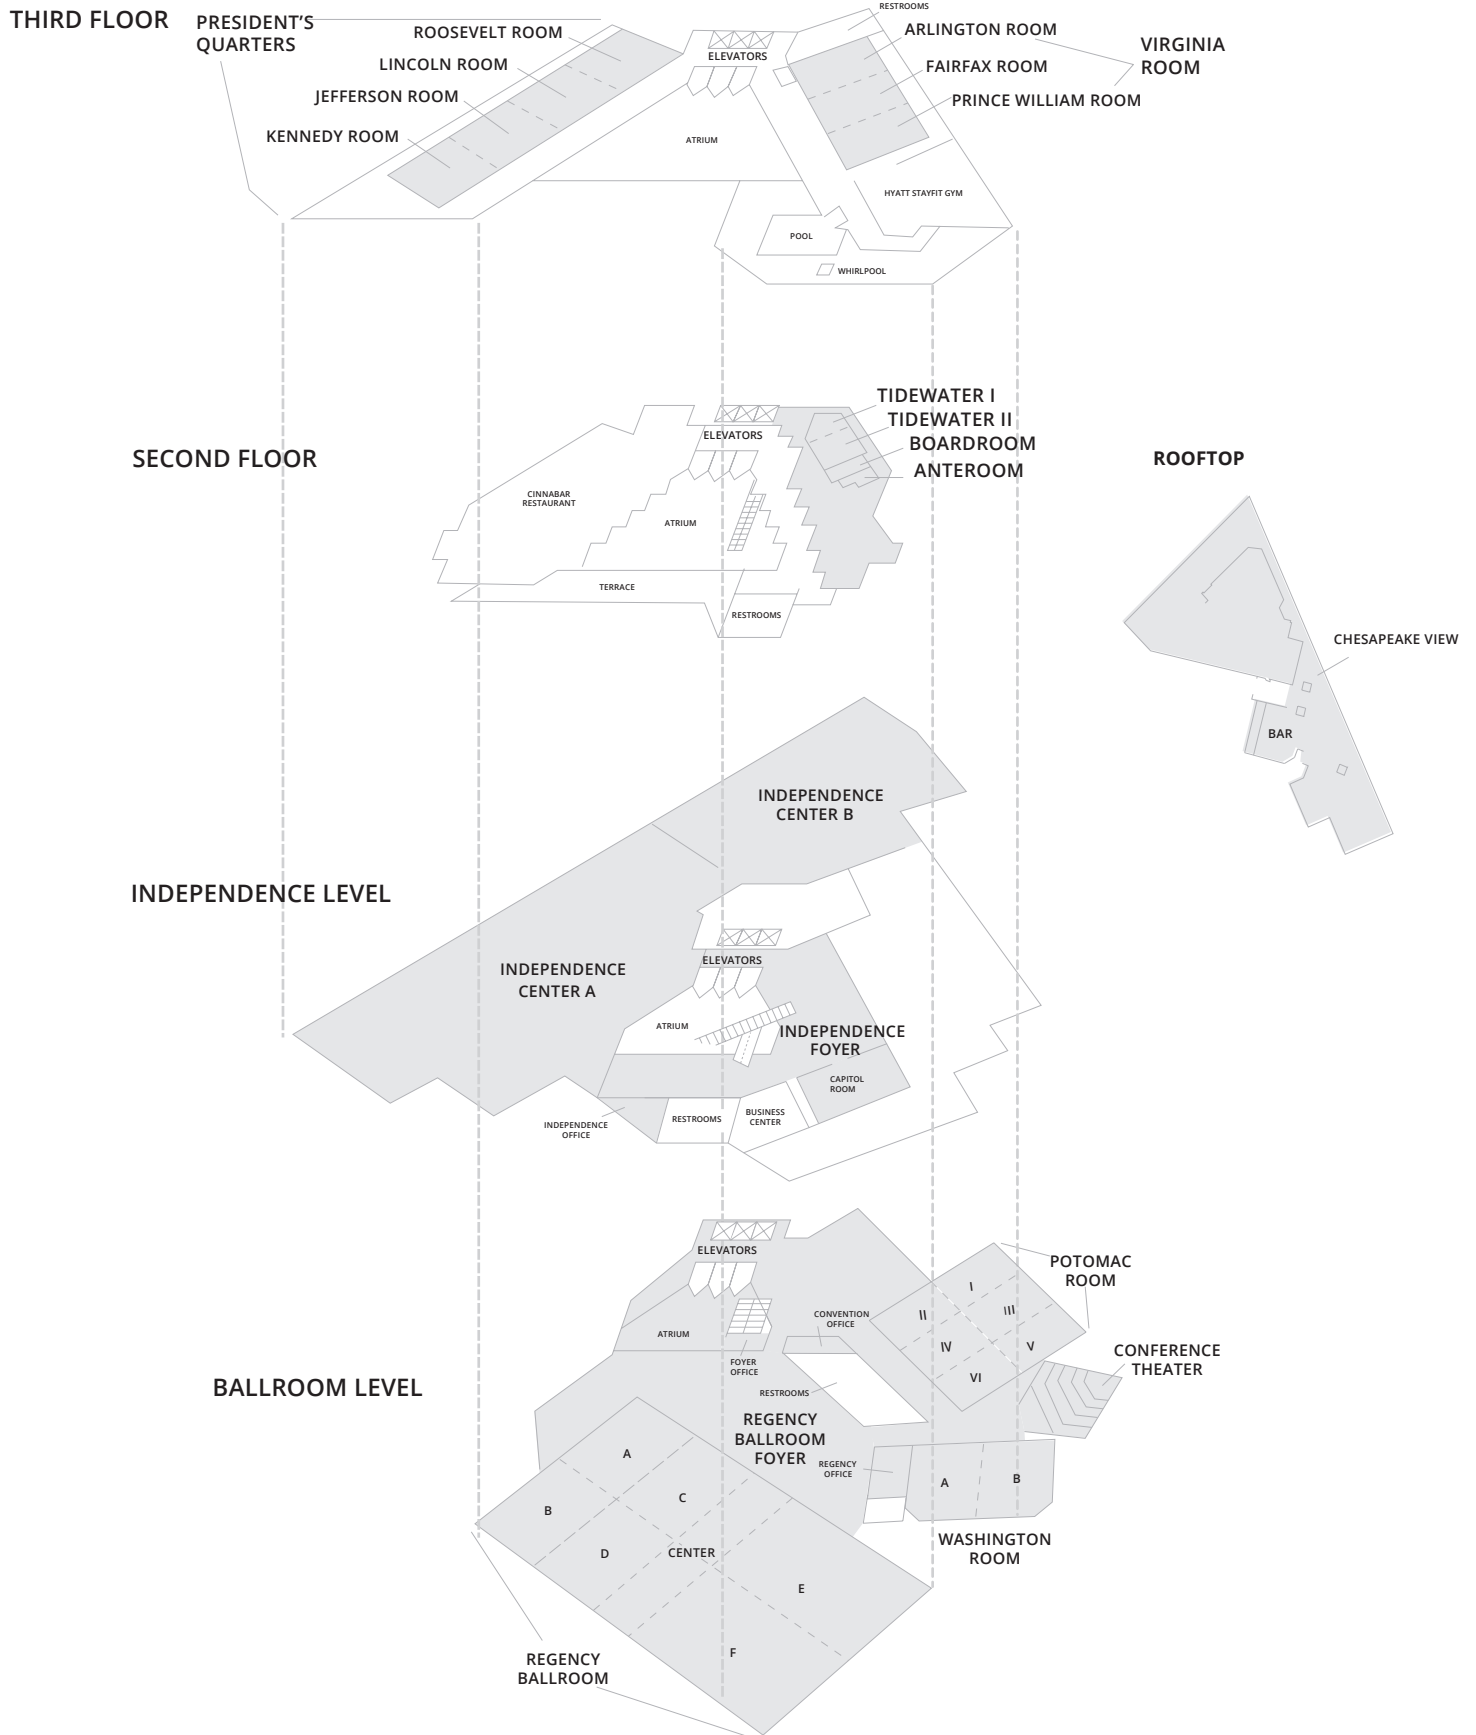 THIRD FLOOR
PRESIDENT’S
QUARTERS
ROOSEVELT ROOM
LINCOLN ROOM
JEFFERSON ROOM
KENNEDY ROOM
ELEVATORS
ATRIUM
RESTROOMS
ARLINGTON ROOM
FAIRFAX ROOM
PRINCE WILLIAM ROOM
VIRGINIA
ROOM
HYATT STAYFIT GYM
POOL
WHIRLPOOL
SECOND FLOOR
TIDEWATER I
TIDEWATER II
BOARDROOM
ANTEROOM
ELEVATORS
CINNABAR
RESTAURANT
ATRIUM
TERRACE
RESTROOMS
ROOFTOP
CHESAPEAKE VIEW
BAR
INDEPENDENCE LEVEL
INDEPENDENCE
CENTER B
INDEPENDENCE
CENTER A
ELEVATORS
ATRIUM
INDEPENDENCE
FOYER
CAPITOL
ROOM
INDEPENDENCE
OFFICE
RESTROOMS
BUSINESS
CENTER
BALLROOM LEVEL
ELEVATORS
ATRIUM
FOYER
OFFICE
CONVENTION
OFFICE
RESTROOMS
POTOMAC
ROOM
I
II
III
IV
V
VI
CONFERENCE
THEATER
REGENCY
BALLROOM
FOYER
REGENCY
OFFICE
A
B
WASHINGTON
ROOM
A
B
C
D
CENTER
E
F
REGENCY
BALLROOM